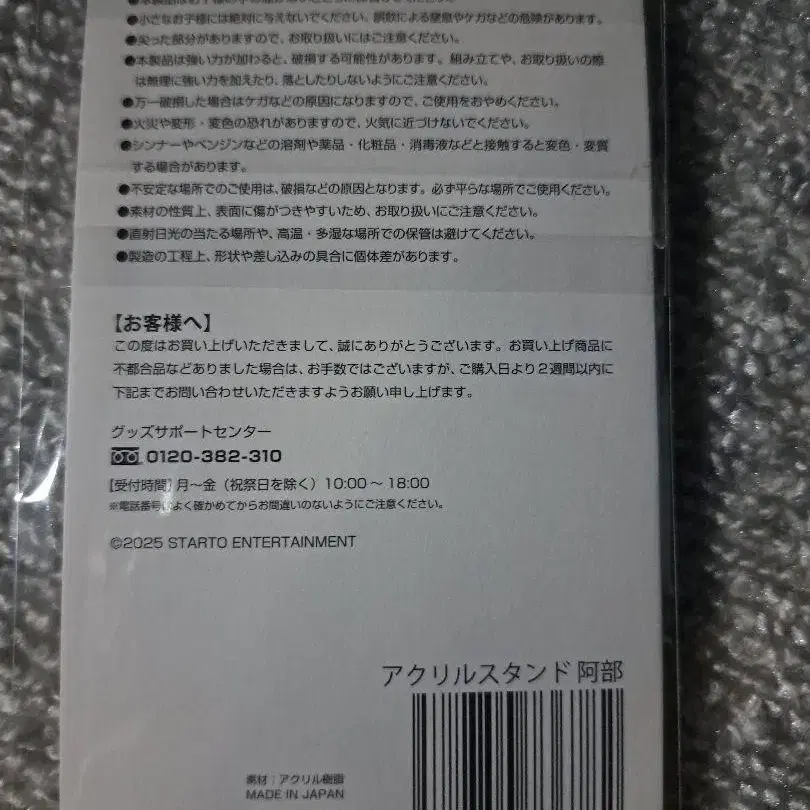 ●小さなお子様には絶対に与えないでください。誤飲による窒息やケガなどの危険があります。
●尖った部分がありますので、お取り扱いにはご注意ください。
●本製品は強い力が加わると、破損する可能性があります。組み立てや、お取り扱いの際
は無理に強い力を加えたり、落としたりしないようにご注意ください。
●万一破損した場合はケガなどの原因になりますので、ご使用をおやめください。
●火災や変形・変色の恐れがありますので、火気に近づけないでください。
●シンナーやベンジンなどの溶剤や薬品・化粧品・消毒液などと接触すると変色・変質
する場合があります。
●不安定な場所でのご使用は、破損などの原因となります。必ず平らな場所でご使用ください。
●素材の性質上、表面に傷がつきやすいため、お取り扱いにご注意ください。
●直射日光の当たる場所や、高温・多湿な場所での保管は避けてください。
●製造の工程上、形状や差し込みの具合に個体差があります。
【お客様へ】
この度はお買い上げいただきまして、誠にありがとうございます。お買い上げ商品に
不都合品などありました場合は、お手数ではございますが、ご購入日より2週間以内に
下記までお問い合わせいただきますようお願い申し上げます。
グッズサポートセンター
0120-382-310
【受付時間】月〜金（祝祭日を除く）10:00〜18:00
※電話番号はよく確かめてからお間違いのないようにご注意ください。
©2025 STARTO ENTERTAINMENT
アクリルスタンド 阿部
素材：アクリル樹脂
MADE IN JAPAN